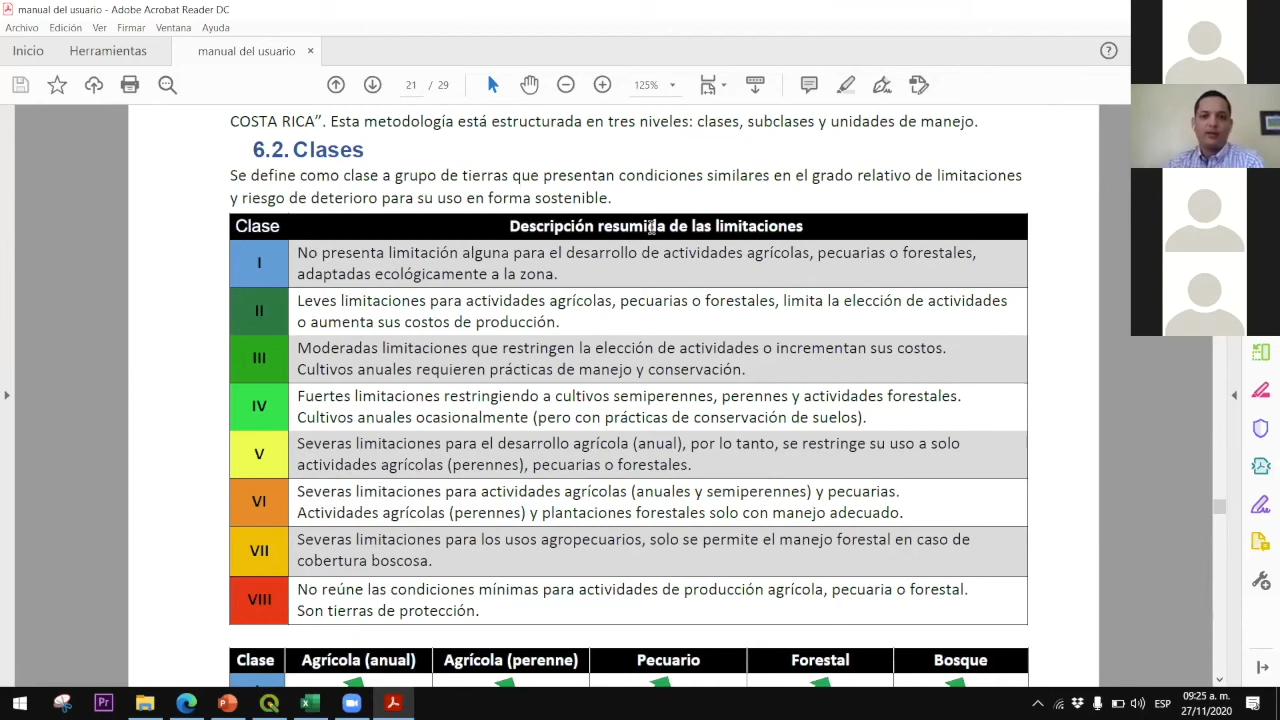 manual del usuario - Adobe Acrobat Reader DC
Archivo Edición Ver Firmar Ventana Ayuda
Inicio Herramientas manual del usuario ×
21 / 29 125%
COSTA RICA”. Esta metodología está estructurada en tres niveles: clases, subclases y unidades de manejo.
6.2. Clases
Se define como clase a grupo de tierras que presentan condiciones similares en el grado relativo de limitaciones
y riesgo de deterioro para su uso en forma sostenible.
Clase Descripción resumida de las limitaciones
I
No presenta limitación alguna para el desarrollo de actividades agrícolas, pecuarias o forestales,
adaptadas ecológicamente a la zona.
II
Leves limitaciones para actividades agrícolas, pecuarias o forestales, limita la elección de actividades
o aumenta sus costos de producción.
III
Moderadas limitaciones que restringen la elección de actividades o incrementan sus costos.
Cultivos anuales requieren prácticas de manejo y conservación.
IV
Fuertes limitaciones restringiendo a cultivos semiperennes, perennes y actividades forestales.
Cultivos anuales ocasionalmente (pero con prácticas de conservación de suelos).
V
Severas limitaciones para el desarrollo agrícola (anual), por lo tanto, se restringe su uso a solo
actividades agrícolas (perennes), pecuarias o forestales.
VI
Severas limitaciones para actividades agrícolas (anuales y semiperennes) y pecuarias.
Actividades agrícolas (perennes) y plantaciones forestales solo con manejo adecuado.
VII
Severas limitaciones para los usos agropecuarios, solo se permite el manejo forestal en caso de
cobertura boscosa.
VIII
No reúne las condiciones mínimas para actividades de producción agrícola, pecuaria o forestal.
Son tierras de protección.
Clase Agrícola (anual) Agrícola (perenne) Pecuario Forestal Bosque
Pr
ESP
09:25 a. m.
27/11/2020